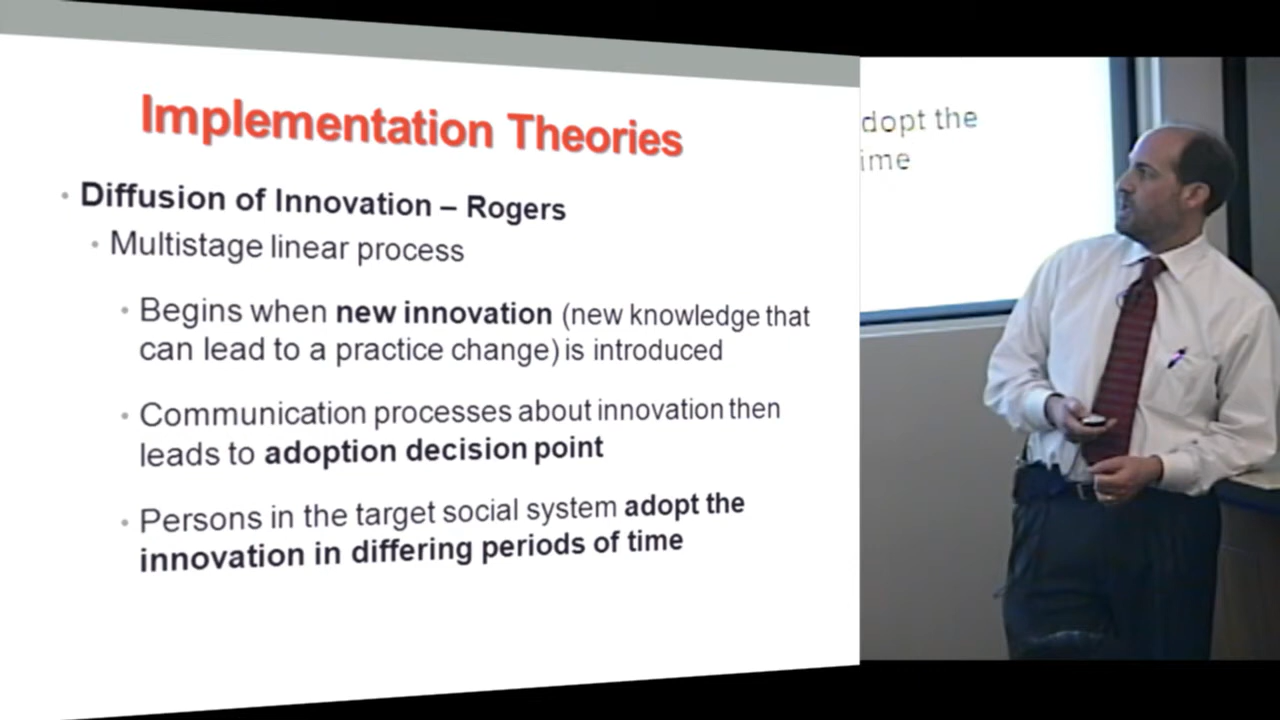 Implementation Theories
• Diffusion of Innovation – Rogers
• Multistage linear process
• Begins when new innovation (new knowledge that
can lead to a practice change) is introduced
• Communication processes about innovation then
leads to adoption decision point
• Persons in the target social system adopt the
innovation in differing periods of time
dopt the
ime